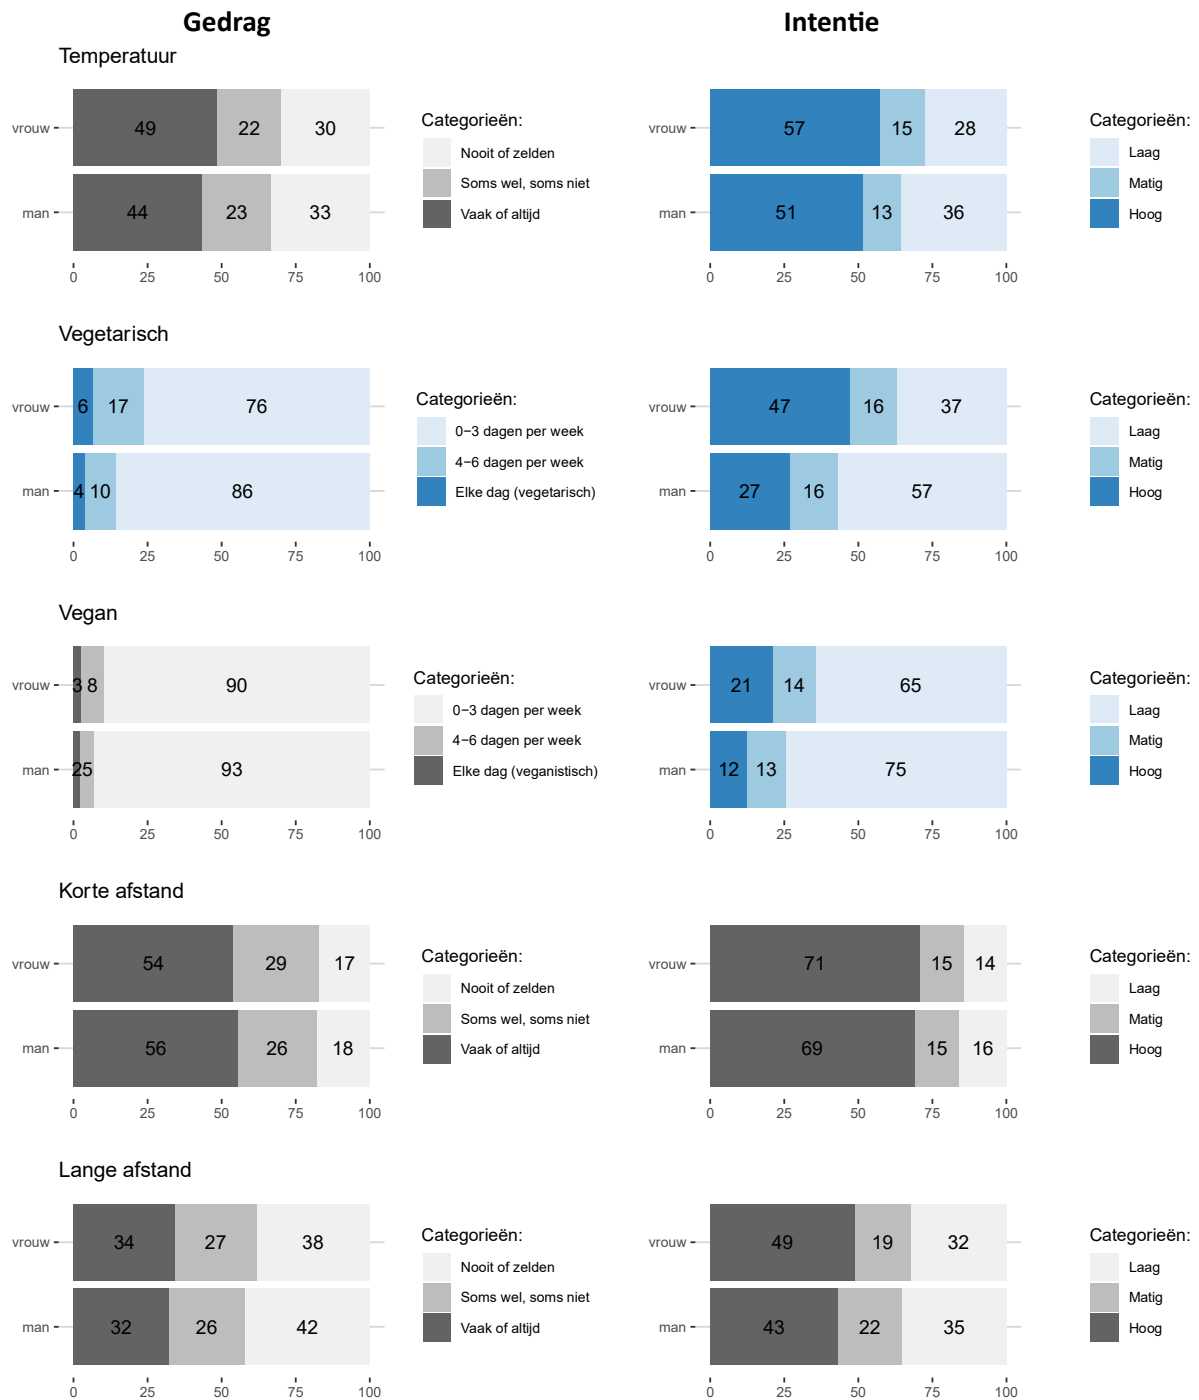 Gedrag
Intentie
Temperatuur
vrouw 49 22 30
man 44 23 33
0 25 50 75 100
Categorieën:
Nooit of zelden
Soms wel, soms niet
Vaak of altijd
vrouw 57 15 28
man 51 13 36
0 25 50 75 100
Categorieën:
Laag
Matig
Hoog
Vegetarisch
vrouw 6 17 76
man 4 10 86
0 25 50 75 100
Categorieën:
0−3 dagen per week
4−6 dagen per week
Elke dag (vegetarisch)
vrouw 47 16 37
man 27 16 57
0 25 50 75 100
Categorieën:
Laag
Matig
Hoog
Vegan
vrouw 3 8 90
man 2 5 93
0 25 50 75 100
Categorieën:
0−3 dagen per week
4−6 dagen per week
Elke dag (veganistisch)
vrouw 21 14 65
man 12 13 75
0 25 50 75 100
Categorieën:
Laag
Matig
Hoog
Korte afstand
vrouw 54 29 17
man 56 26 18
0 25 50 75 100
Categorieën:
Nooit of zelden
Soms wel, soms niet
Vaak of altijd
vrouw 71 15 14
man 69 15 16
0 25 50 75 100
Categorieën:
Laag
Matig
Hoog
Lange afstand
vrouw 34 27 38
man 32 26 42
0 25 50 75 100
Categorieën:
Nooit of zelden
Soms wel, soms niet
Vaak of altijd
vrouw 49 19 32
man 43 22 35
0 25 50 75 100
Categorieën:
Laag
Matig
Hoog